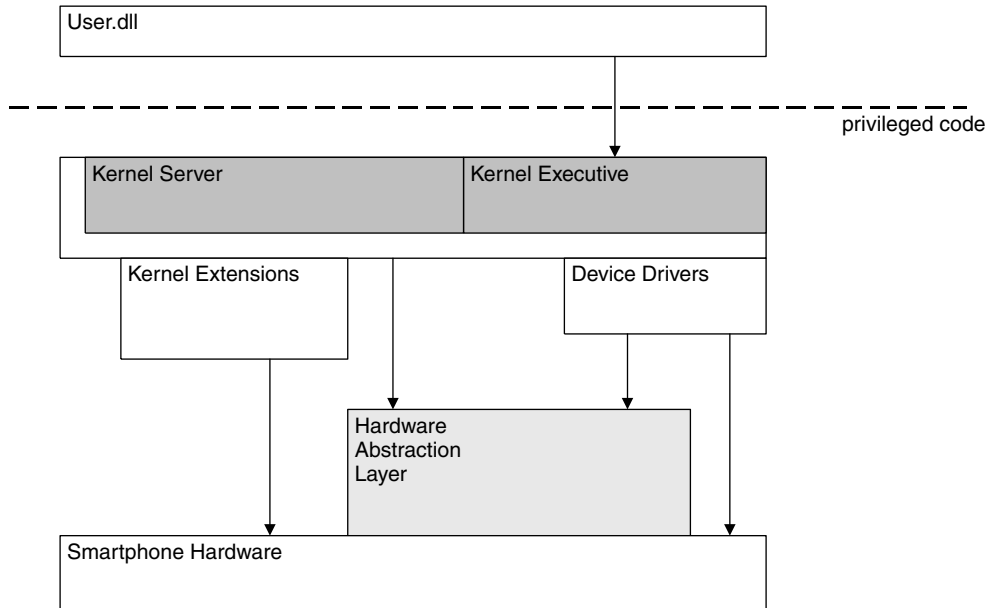 User.dll
privileged code
Kernel Server
Kernel Executive
Kernel Extensions
Device Drivers
Hardware
Abstraction
Layer
Smartphone Hardware